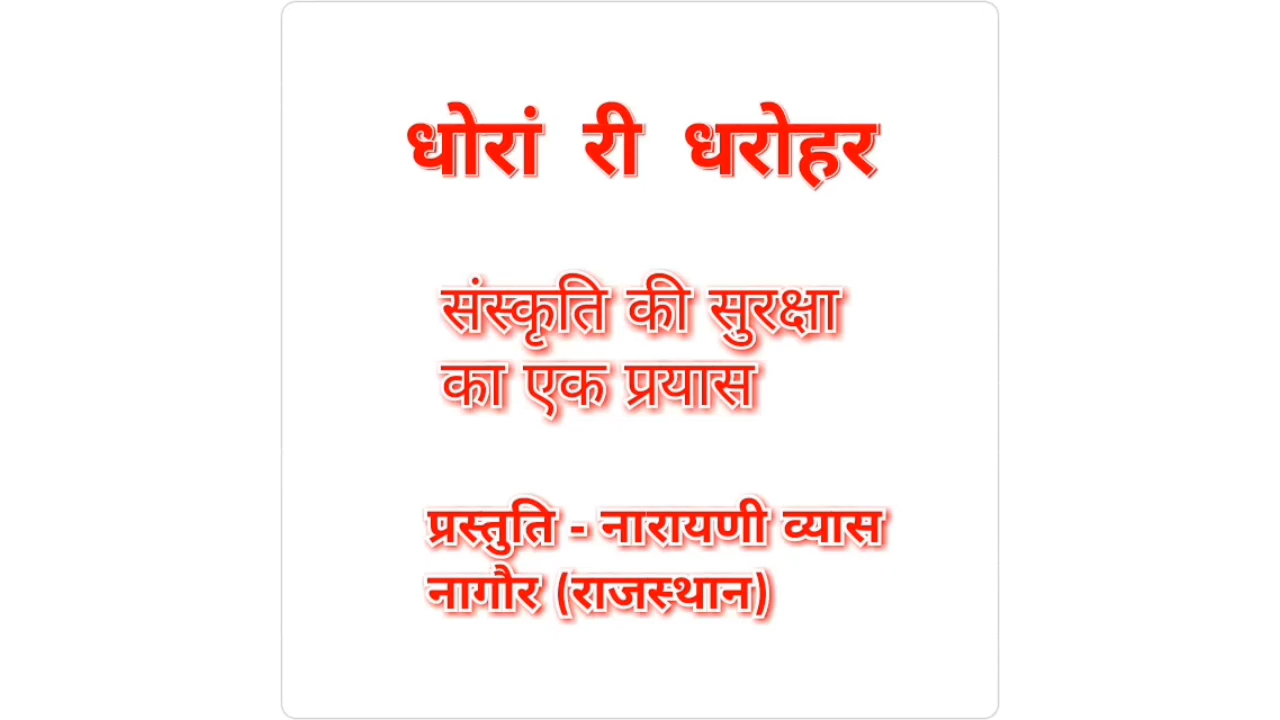 धोरां री धरोहर
संस्कृति की सुरक्षा
का एक प्रयास
प्रस्तुति - नारायणी व्यास
नागौर (राजस्थान)